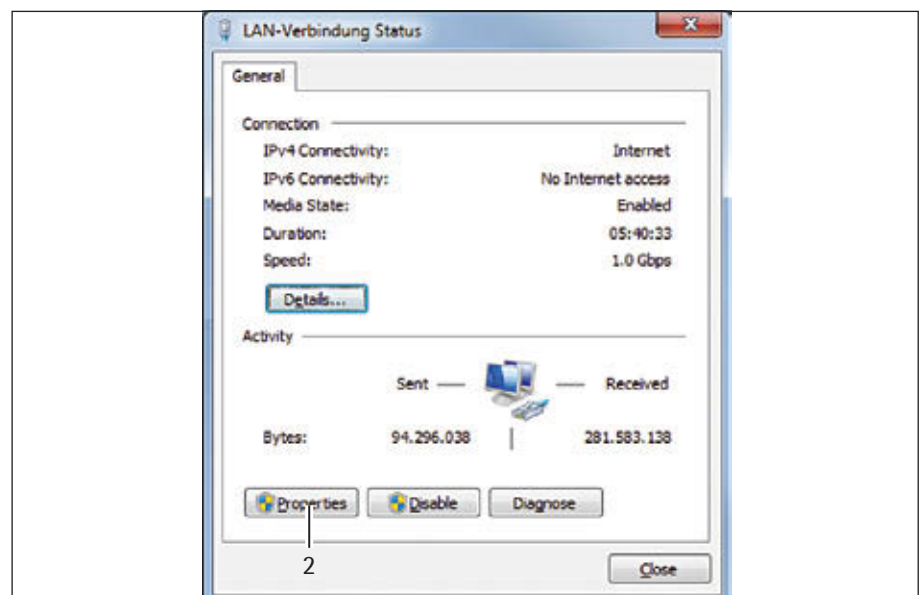 LAN-Verbindung Status
General
Connection
IPv4 Connectivity: Internet
IPv6 Connectivity: No Internet access
Media State: Enabled
Duration: 05:40:33
Speed: 1.0 Gbps
Details...
Activity
Sent Received
Bytes: 94.296.038 281.583.138
Properties Disable Diagnose
2
Close